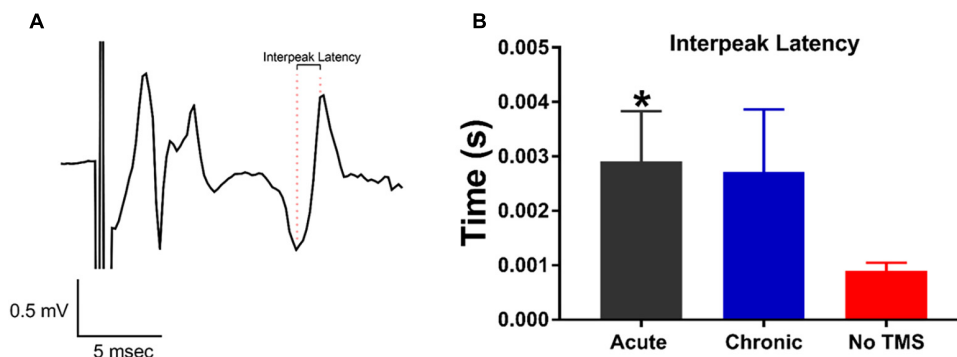 A
Interpeak Latency
0.5 mV
5 msec
B
Interpeak Latency
Time (s)
0.005
0.004
0.003
0.002
0.001
0.000
*
Acute Chronic No TMS